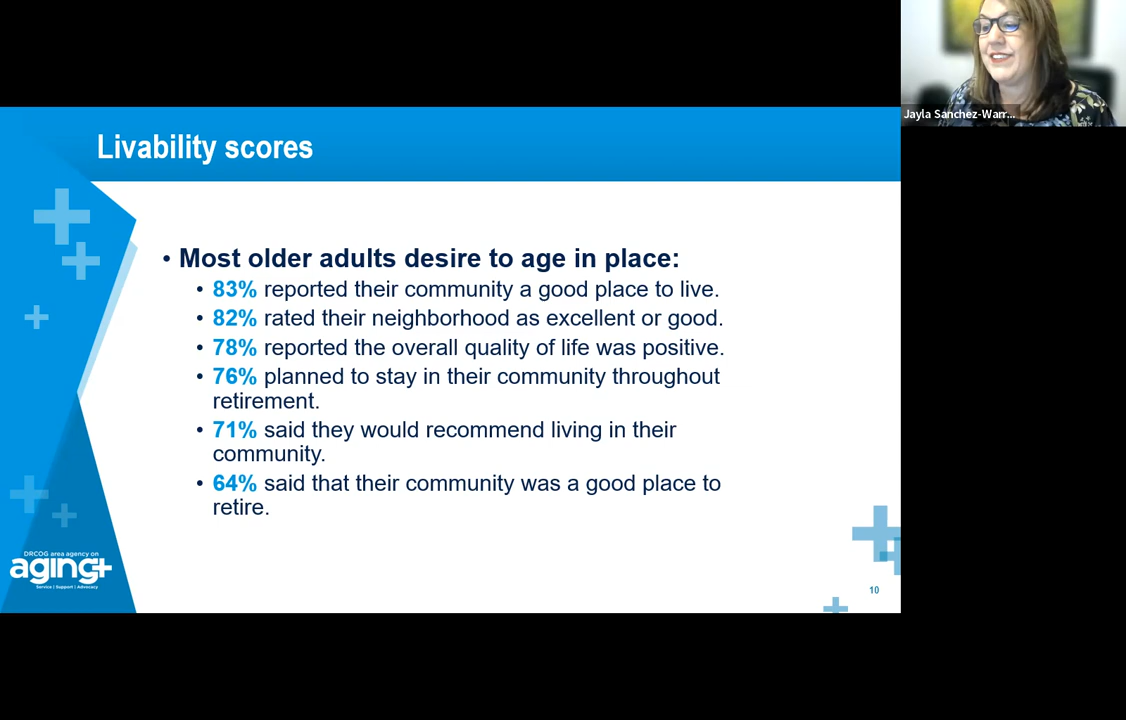 Jayla Sanchez-Warr...
Livability scores
• Most older adults desire to age in place:
• 83% reported their community a good place to live.
• 82% rated their neighborhood as excellent or good.
• 78% reported the overall quality of life was positive.
• 76% planned to stay in their community throughout
retirement.
• 71% said they would recommend living in their
community.
• 64% said that their community was a good place to
retire.
DRCOG area agency on
aging+
Service | Support | Advocacy
10